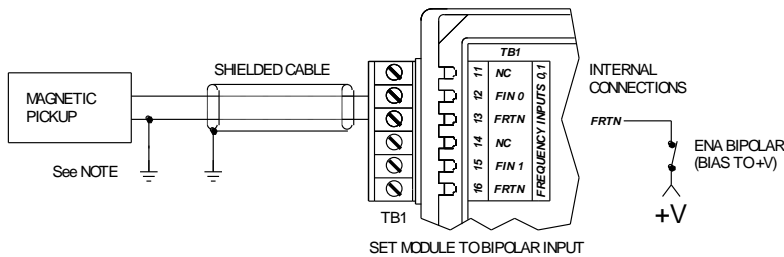 TB1
SHIELDED CABLE
MAGNETIC
PICKUP
See NOTE
11 NC
12 FIN 0
13 FRTN
14 NC
15 FIN 1
16 FRTN
FREQUENCY INPUTS 0,1
TB1
INTERNAL
CONNECTIONS
FRTN
ENA BIPOLAR
(BIAS TO +V)
+V
SET MODULE TO BIPOLAR INPUT